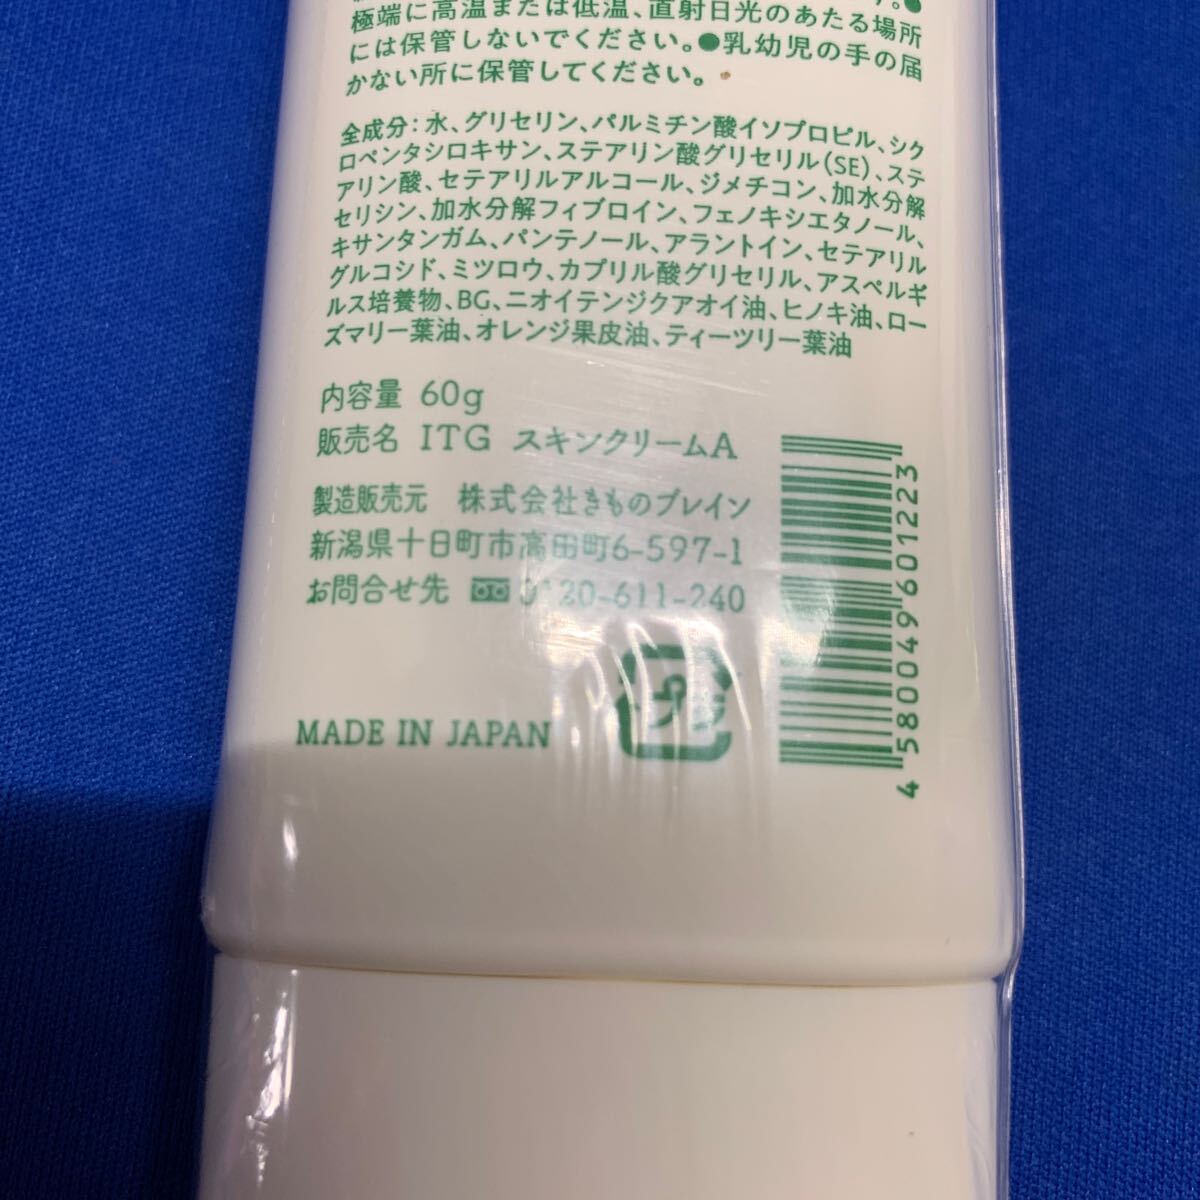 極端に高温または低温、直射日光のあたる場所
には保管しないでください。●乳幼児の手の届
かない所に保管してください。
全成分：水、グリセリン、パルミチン酸イソプロピル、シク
ロペンタシロキサン、ステアリン酸グリセリル（SE）、ステ
アリン酸、セテアリルアルコール、ジメチコン、加水分解
セリシン、加水分解フィブロイン、フェノキシエタノール、
キサンタンガム、パンテノール、アラントイン、セテアリル
グルコシド、ミツロウ、カプリル酸グリセリル、アスペルギ
ルス培養物、BG、ニオイテンジクアオイ油、ヒノキ油、ロー
ズマリー葉油、オレンジ果皮油、ティーツリー葉油
内容量 60g
販売名 ITG スキンクリームA
製造販売元 株式会社きものブレイン
新潟県十日町市高田町6-597-1
お問合せ先 0120-611-240
MADE IN JAPAN
プ
4580049601223